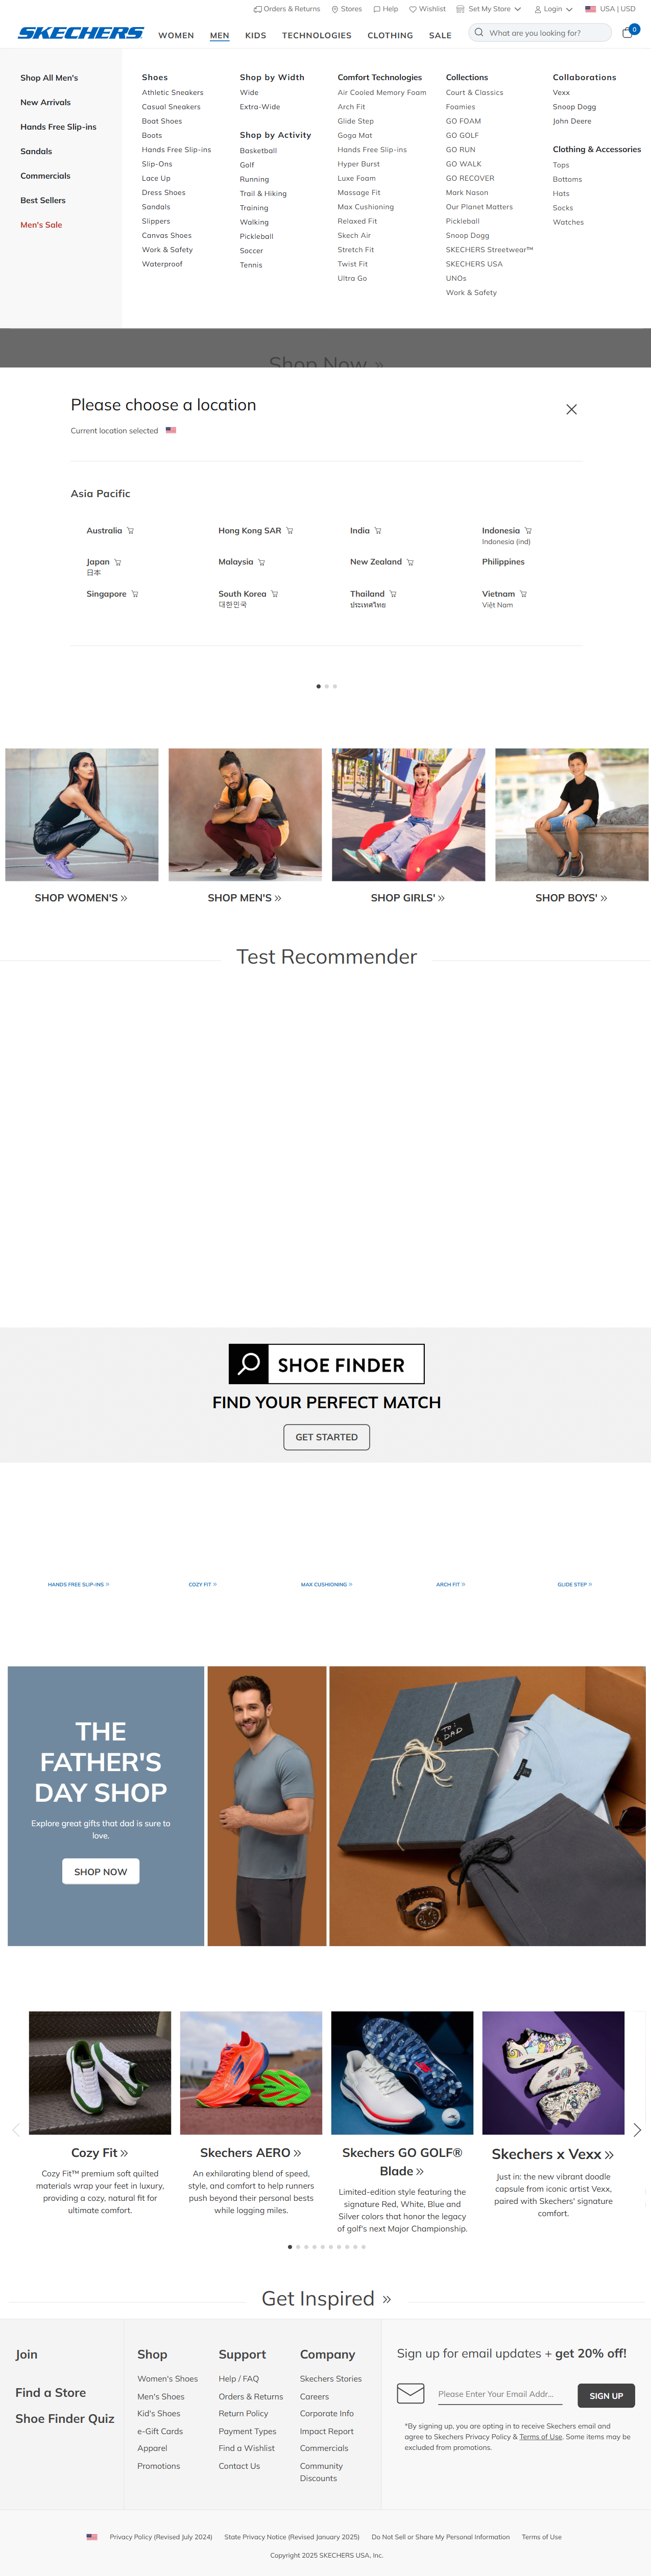 Orders & Returns Stores Help Wishlist Set My Store Login USA | USD
SKECHERS WOMEN MEN KIDS TECHNOLOGIES CLOTHING SALE What are you looking for? 0
Shop All Men's
New Arrivals
Hands Free Slip-ins
Sandals
Commercials
Best Sellers
Men's Sale
Shoes
Athletic Sneakers
Casual Sneakers
Boat Shoes
Boots
Hands Free Slip-ins
Slip-Ons
Lace Up
Dress Shoes
Sandals
Slippers
Canvas Shoes
Work & Safety
Waterproof
Shop by Width
Wide
Extra-Wide
Shop by Activity
Basketball
Golf
Running
Trail & Hiking
Training
Walking
Pickleball
Soccer
Tennis
Comfort Technologies
Air Cooled Memory Foam
Arch Fit
Glide Step
Goga Mat
Hands Free Slip-ins
Hyper Burst
Luxe Foam
Massage Fit
Max Cushioning
Relaxed Fit
Skech Air
Stretch Fit
Twist Fit
Ultra Go
Collections
Court & Classics
Foamies
GO FOAM
GO GOLF
GO RUN
GO WALK
GO RECOVER
Mark Nason
Our Planet Matters
Pickleball
Snoop Dogg
SKECHERS Streetwear™
SKECHERS USA
UNOs
Work & Safety
Collaborations
Vexx
Snoop Dogg
John Deere
Clothing & Accessories
Tops
Bottoms
Hats
Socks
Watches
Shop Now »
Please choose a location
Current location selected
Asia Pacific
Australia Hong Kong SAR India Indonesia
Indonesia (ind)
Japan Malaysia New Zealand Philippines
日本
Singapore South Korea Thailand Vietnam
대한민국 ประเทศไทย Việt Nam
SHOP WOMEN'S » SHOP MEN'S » SHOP GIRLS' » SHOP BOYS' »
Test Recommender
SHOE FINDER
FIND YOUR PERFECT MATCH
GET STARTED
HANDS FREE SLIP-INS » COZY FIT » MAX CUSHIONING » ARCH FIT » GLIDE STEP »
THE
FATHER'S
DAY SHOP
Explore great gifts that dad is sure to
love.
SHOP NOW
TO:
DAD
Cozy Fit »
Cozy Fit™ premium soft quilted
materials wrap your feet in luxury,
providing a cozy, natural fit for
ultimate comfort.
Skechers AERO »
An exhilarating blend of speed,
style, and comfort to help runners
push beyond their personal bests
while logging miles.
Skechers GO GOLF®
Blade »
Limited-edition style featuring the
signature Red, White, Blue and
Silver colors that honor the legacy
of golf's next Major Championship.
Skechers x Vexx »
Just in: the new vibrant doodle
capsule from iconic artist Vexx,
paired with Skechers' signature
comfort.
Get Inspired »
Join
Find a Store
Shoe Finder Quiz
Shop
Women's Shoes
Men's Shoes
Kid's Shoes
e-Gift Cards
Apparel
Promotions
Support
Help / FAQ
Orders & Returns
Return Policy
Payment Types
Find a Wishlist
Contact Us
Company
Skechers Stories
Careers
Corporate Info
Impact Report
Commercials
Community
Discounts
Sign up for email updates + get 20% off!
Please Enter Your Email Addr... SIGN UP
*By signing up, you are opting in to receive Skechers email and
agree to Skechers Privacy Policy & Terms of Use. Some items may be
excluded from promotions.
Privacy Policy (Revised July 2024) State Privacy Notice (Revised January 2025) Do Not Sell or Share My Personal Information Terms of Use
Copyright 2025 SKECHERS USA, Inc.